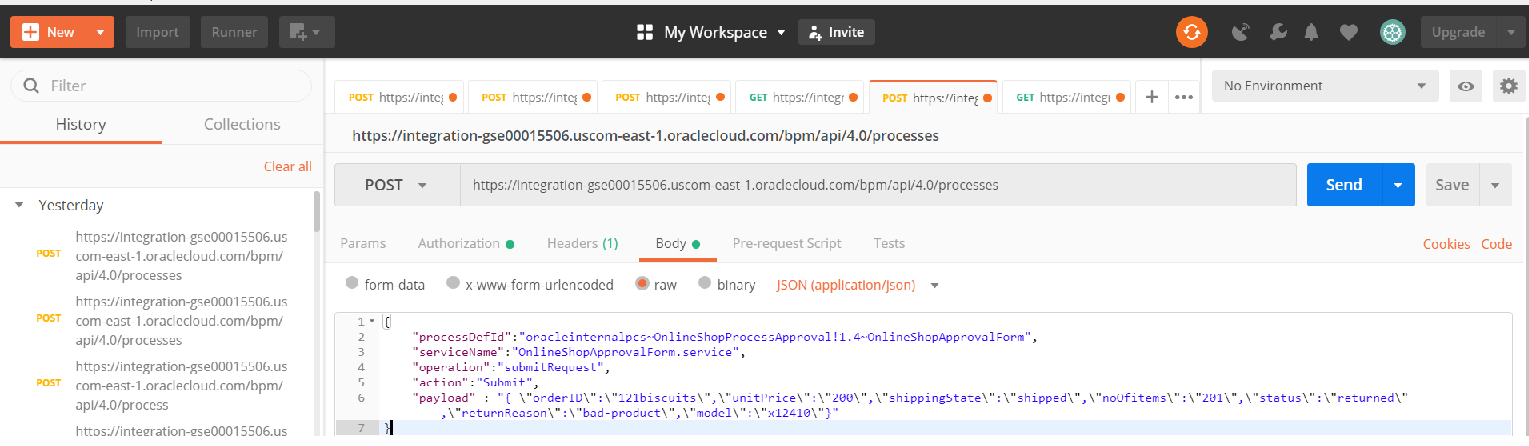 New Import Runner My Workspace Invite Upgrade
Filter
POST https://integ POST https://integ POST https://integ GET https://integr POST https://integ GET https://integr + ••• No Environment
History Collections
https://integration-gse00015506.uscom-east-1.oraclecloud.com/bpm/api/4.0/processes
Clear all
POST https://integration-gse00015506.uscom-east-1.oraclecloud.com/bpm/api/4.0/processes Send Save
Yesterday
https://integration-gse00015506.us
POST com-east-1.oraclecloud.com/bpm/
api/4.0/processes
https://integration-gse00015506.us
POST com-east-1.oraclecloud.com/bpm/
api/4.0/processes
https://integration-gse00015506.us
POST com-east-1.oraclecloud.com/bpm/
api/4.0/process
https://integration-gse00015506.us
Params Authorization Headers (1) Body Pre-request Script Tests Cookies Code
form-data x-www-form-urlencoded raw binary JSON (application/json)
1 {
2 "processDefId":"oracleinternalpcs~OnlineShopProcessApproval!1.4~OnlineShopApprovalForm",
3 "serviceName":"OnlineShopApprovalForm.service",
4 "operation":"submitRequest",
5 "action":"Submit",
6 "payload" : "{ \"orderID\":\"121biscuits\",\"unitPrice\":\"200\",\"shippingState\":\"shipped\",\"noOfitems\":\"201\",\"status\":\"returned\"
,\"returnReason\":\"bad-product\",\"model\":\"x12410\"}"
7 }